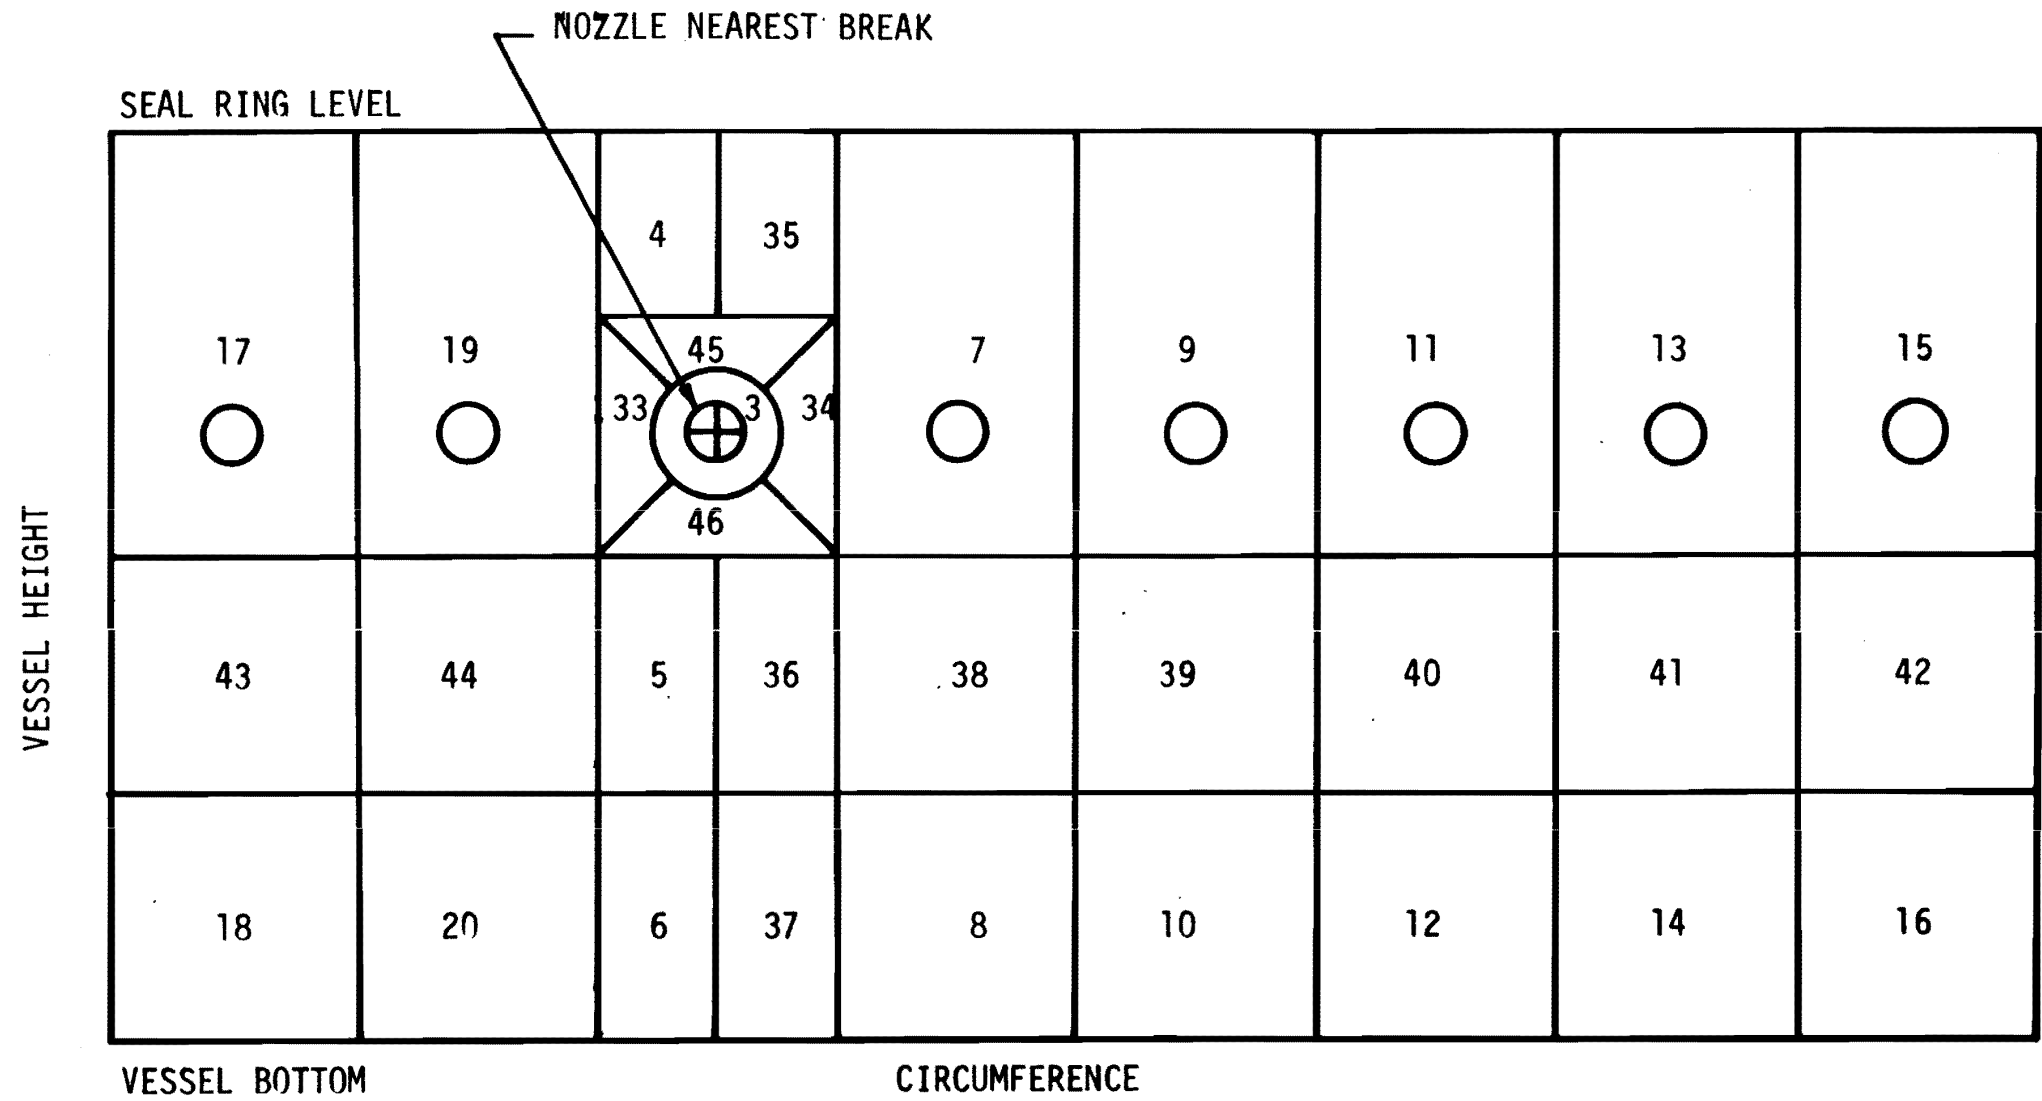 NOZZLE NEAREST BREAK
SEAL RING LEVEL
4 35
17 19 45 7 9 11 13 15
33 3 34
46
VESSEL HEIGHT
43 44 5 36 38 39 40 41 42
18 20 6 37 8 10 12 14 16
VESSEL BOTTOM CIRCUMFERENCE